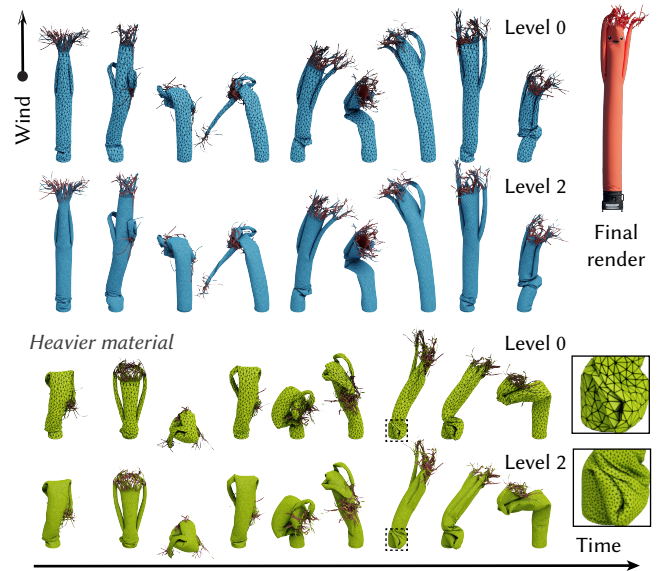 Level 0
Wind
Level 2
Final
render
Heavier material
Level 0
Level 2
Time